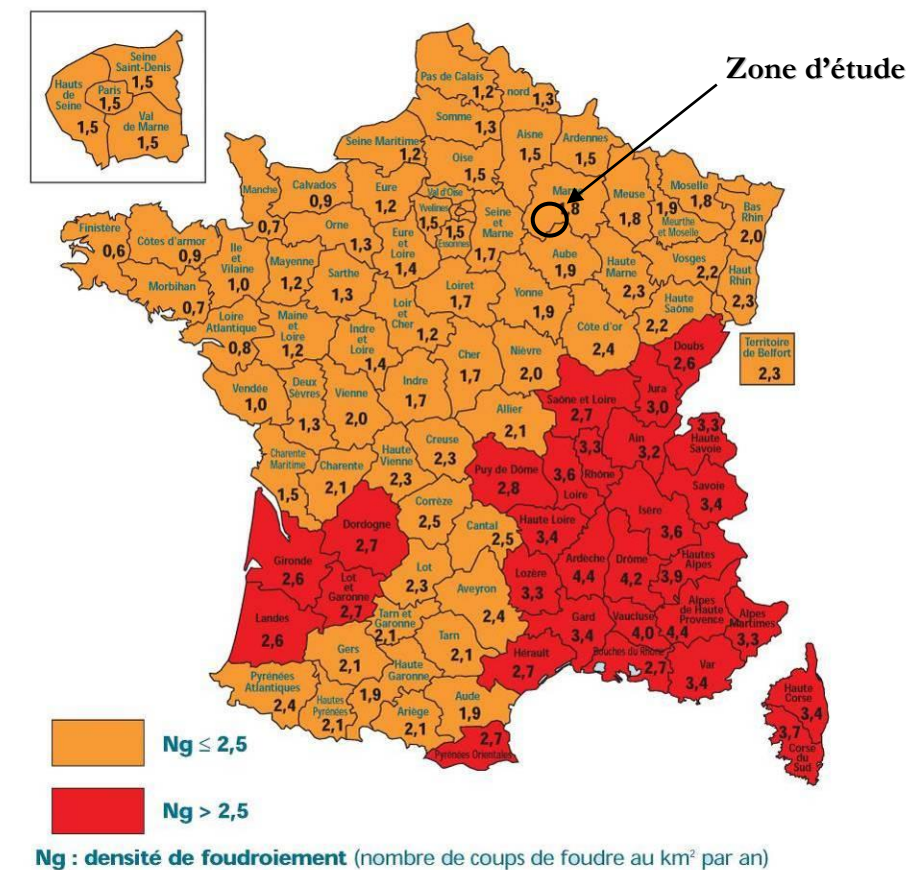 Zone d'étude
Seine
Saint-Denis
1,5
Hauts
de
Seine
1,5
Paris
1,5
Val
de Marne
1,5
Pas de Calais
1,2
nord
1,3
Somme
1,3
Aisne
1,5
Ardennes
1,5
Seine Maritime
1,2
Oise
1,5
Manche
0,7
Calvados
0,9
Eure
1,2
Val d'Oise
Yvelines
1,5
1,5
Essonnes
Seine
et
Marne
1,7
1,8
Meuse
1,8
Moselle
1,8
1,9
Meurthe
et Moselle
Bas
Rhin
2,0
Finistère
0,6
Côtes d'armor
0,9
Ile
et
Vilaine
1,0
Orne
1,3
Eure
et
Loire
1,4
Aube
1,9
Haute
Marne
2,3
Vosges
2,2
Haut
Rhin
2,3
Morbihan
0,7
Mayenne
1,2
Sarthe
1,3
Loir
et
Cher
1,2
Loiret
1,7
Yonne
1,9
Haute
Saône
2,2
Loire
Atlantique
0,8
Maine
et
Loire
1,2
Indre
et
Loire
1,4
Cher
1,7
Nièvre
2,0
Côte d'or
2,4
Doubs
2,6
Territoire
de Belfort
2,3
Vendée
1,0
Deux
Sèvres
1,3
Vienne
2,0
Indre
1,7
Allier
2,1
Saône et Loire
2,7
Jura
3,0
Charente
Maritime
1,5
Charente
2,1
Haute
Vienne
2,3
Creuse
2,3
Puy de Dôme
2,8
3,6
Loire
3,3
Rhône
Ain
3,2
3,3
Haute
Savoie
Savoie
3,4
Corrèze
2,5
Cantal
2,5
Haute Loire
3,4
Isère
3,6
Dordogne
2,7
Gironde
2,6
Lot
et
Garonne
2,7
Lot
2,3
Aveyron
2,4
Lozère
3,3
Ardèche
4,4
Drôme
4,2
Hautes
Alpes
3,9
Landes
2,6
Tarn et
Garonne
2,1
Tarn
2,1
Gard
3,4
Vaucluse
4,0
Alpes
de Haute
Provence
4,4
Alpes
Martimes
3,3
Gers
2,1
Haute
Garonne
1,9
Hérault
2,7
Bouches du Rhône
2,7
Var
3,4
Pyrénées
Atlantiques
2,4
Hautes
Pyrénées
2,1
Ariège
2,1
Aude
1,9
2,7
Pyrénées Orientales
Haute
Corse
3,4
3,7
Corse
du
Sud
Ng ≤ 2,5
Ng > 2,5
Ng : densité de foudroiement (nombre de coups de foudre au km² par an)